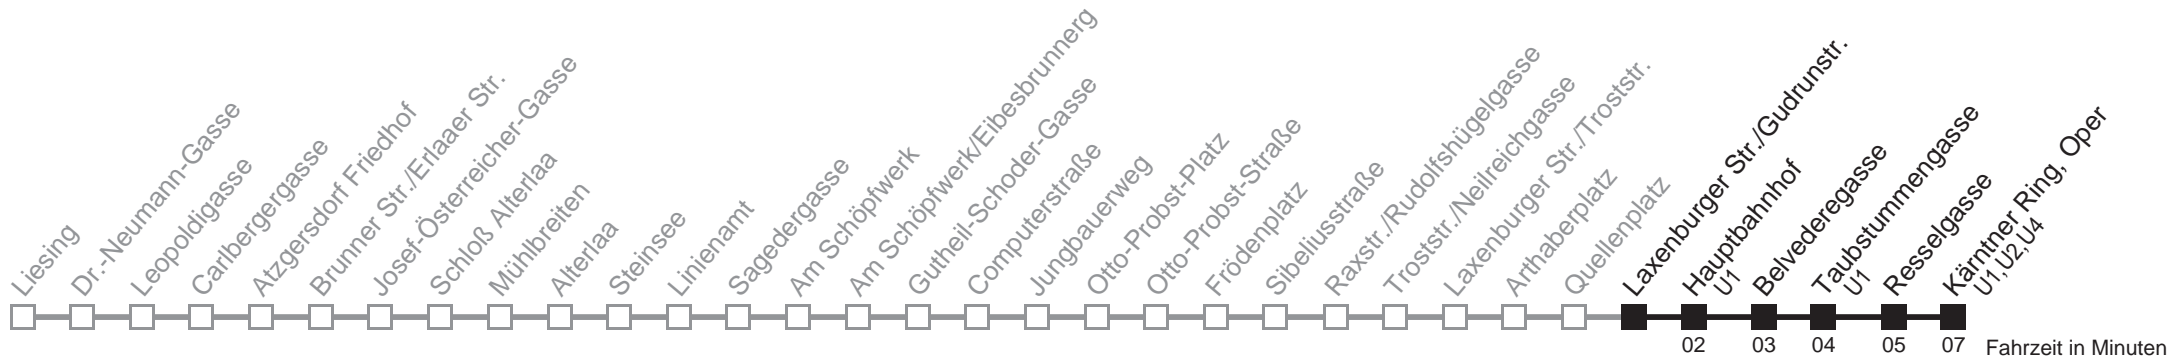 Liesing
Dr.-Neumann-Gasse
Leopoldigasse
Carlbergergasse
Atzgersdorf Friedhof
Brunner Str./Erlaaer Str.
Josef-Österreicher-Gasse
Schloß Alterlaa
Mühlbreiten
Alterlaa
Steinsee
Linienamt
Sagedergasse
Am Schöpfwerk
Am Schöpfwerk/Eibesbrunnerg
Gutheil-Schoder-Gasse
Computerstraße
Jungbauerweg
Otto-Probst-Platz
Otto-Probst-Straße
Frödenplatz
Sibeliusstraße
Raxstr./Rudolfshügelgasse
Troststr./Neilreichgasse
Laxenburger Str./Troststr.
Arthaberplatz
Quellenplatz
Laxenburger Str./Gudrunstr.
Hauptbahnhof
U1
Belvederegasse
Taubstummengasse
U1
Resselgasse
Kärntner Ring, Oper
U1,U2,U4
02 03 04 05 07 Fahrzeit in Minuten